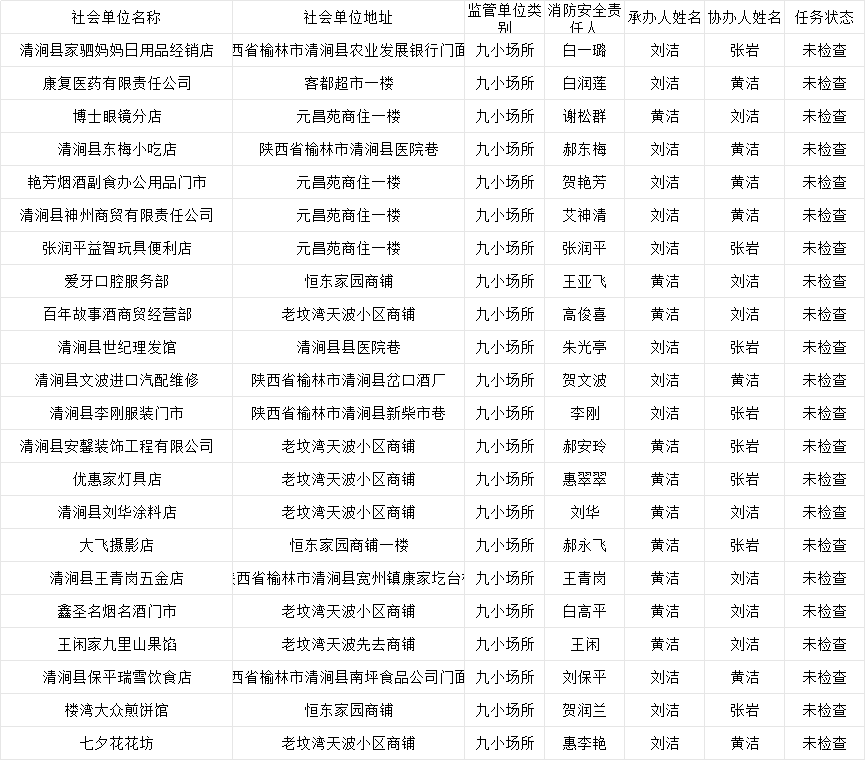 社会单位名称 社会单位地址 监管单位类别 消防安全责任人 承办人姓名 协办人姓名 任务状态
清涧县家驷妈妈日用品经销店 西省榆林市清涧县农业发展银行门面 九小场所 白一璐 刘洁 张岩 未检查
康复医药有限责任公司 客都超市一楼 九小场所 白润莲 刘洁 黄洁 未检查
博士眼镜分店 元昌苑商住一楼 九小场所 谢松群 黄洁 刘洁 未检查
清涧县东梅小吃店 陕西省榆林市清涧县医院巷 九小场所 郝东梅 刘洁 黄洁 未检查
艳芳烟酒副食办公用品门市 元昌苑商住一楼 九小场所 贺艳芳 刘洁 黄洁 未检查
清涧县神州商贸有限责任公司 元昌苑商住一楼 九小场所 艾神清 刘洁 黄洁 未检查
张润平益智玩具便利店 元昌苑商住一楼 九小场所 张润平 刘洁 张岩 未检查
爱牙口腔服务部 恒东家园商铺 九小场所 王亚飞 黄洁 刘洁 未检查
百年故事酒商贸经营部 老坟湾天波小区商铺 九小场所 高俊喜 黄洁 刘洁 未检查
清涧县世纪理发馆 清涧县县医院巷 九小场所 朱光亭 刘洁 张岩 未检查
清涧县文波进口汽配维修 陕西省榆林市清涧县岔口酒厂 九小场所 贺文波 刘洁 黄洁 未检查
清涧县李刚服装门市 陕西省榆林市清涧县新柴市巷 九小场所 李刚 刘洁 张岩 未检查
清涧县安馨装饰工程有限公司 老坟湾天波小区商铺 九小场所 郝安玲 黄洁 张岩 未检查
优惠家灯具店 老坟湾天波小区商铺 九小场所 惠翠翠 黄洁 张岩 未检查
清涧县刘华涂料店 老坟湾天波小区商铺 九小场所 刘华 黄洁 刘洁 未检查
大飞摄影店 恒东家园商铺一楼 九小场所 郝永飞 黄洁 张岩 未检查
清涧县王青岗五金店 西省榆林市清涧县宽州镇康家圪台 九小场所 王青岗 黄洁 刘洁 未检查
鑫圣名烟名酒门市 老坟湾天波小区商铺 九小场所 白高平 黄洁 刘洁 未检查
王闲家九里山果馅 老坟湾天波先去商铺 九小场所 王闲 黄洁 刘洁 未检查
清涧县保平瑞雪饮食店 西省榆林市清涧县南坪食品公司门面 九小场所 刘保平 刘洁 黄洁 未检查
楼湾大众煎饼馆 恒东家园商铺 九小场所 贺润兰 刘洁 张岩 未检查
七夕花花坊 老坟湾天波小区商铺 九小场所 惠李艳 刘洁 黄洁 未检查